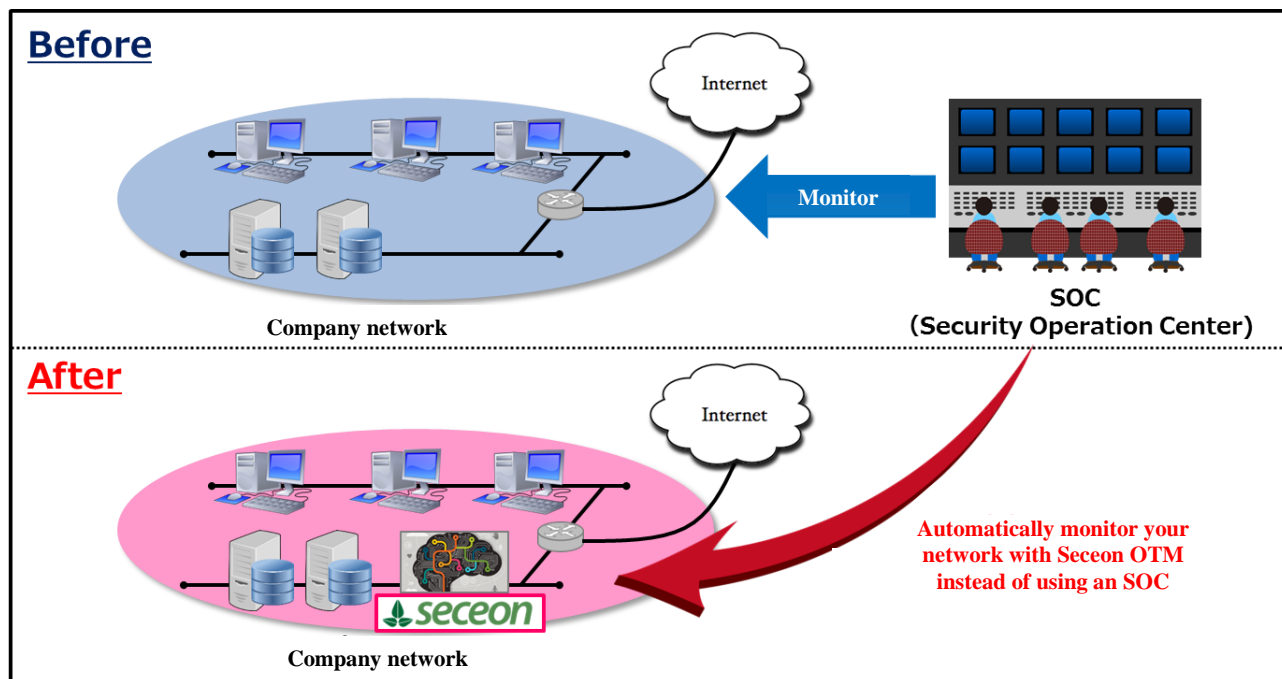 Before
Internet
Monitor
SOC
(Security Operation Center)
Company network
After
Internet
Automatically monitor your
network with Seceon OTM
instead of using an SOC
seceon
Company network